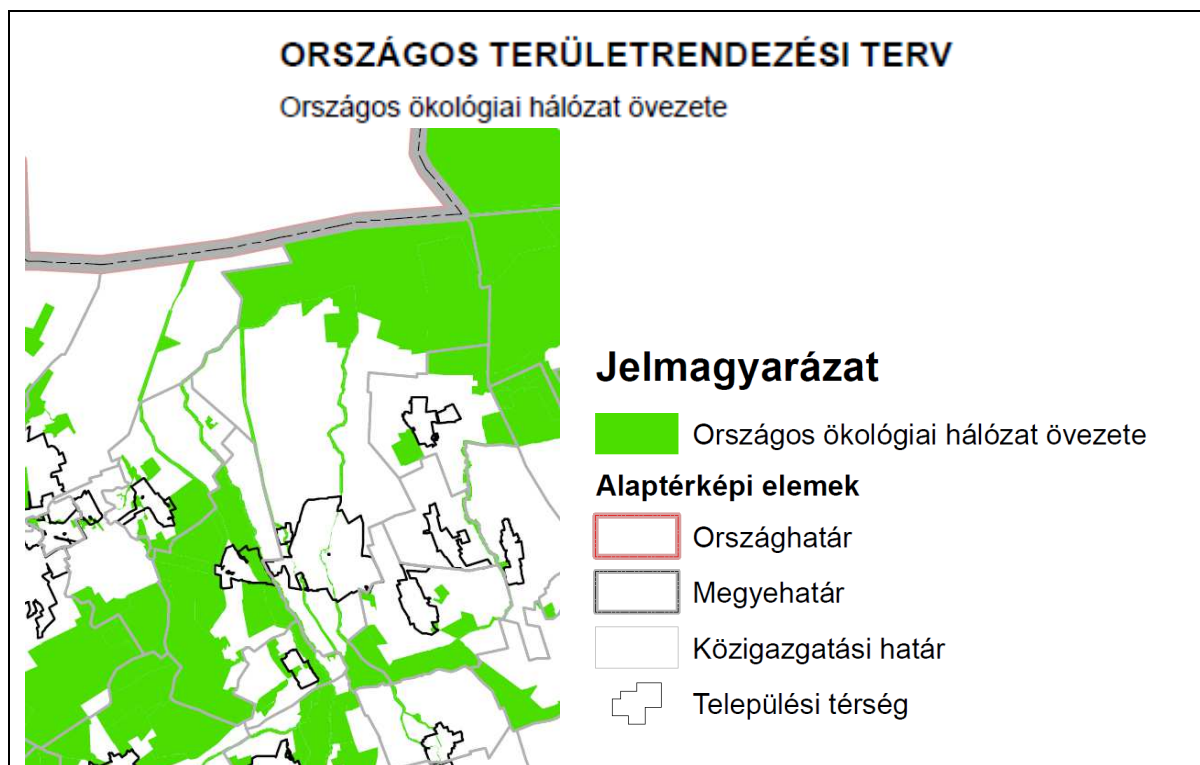 ORSZÁGOS TERÜLETRENDEZÉSI TERV
Országos ökológiai hálózat övezete
Jelmagyarázat
Országos ökológiai hálózat övezete
Alaptérképi elemek
Országhatár
Megyehatár
Közigazgatási határ
Települési térség